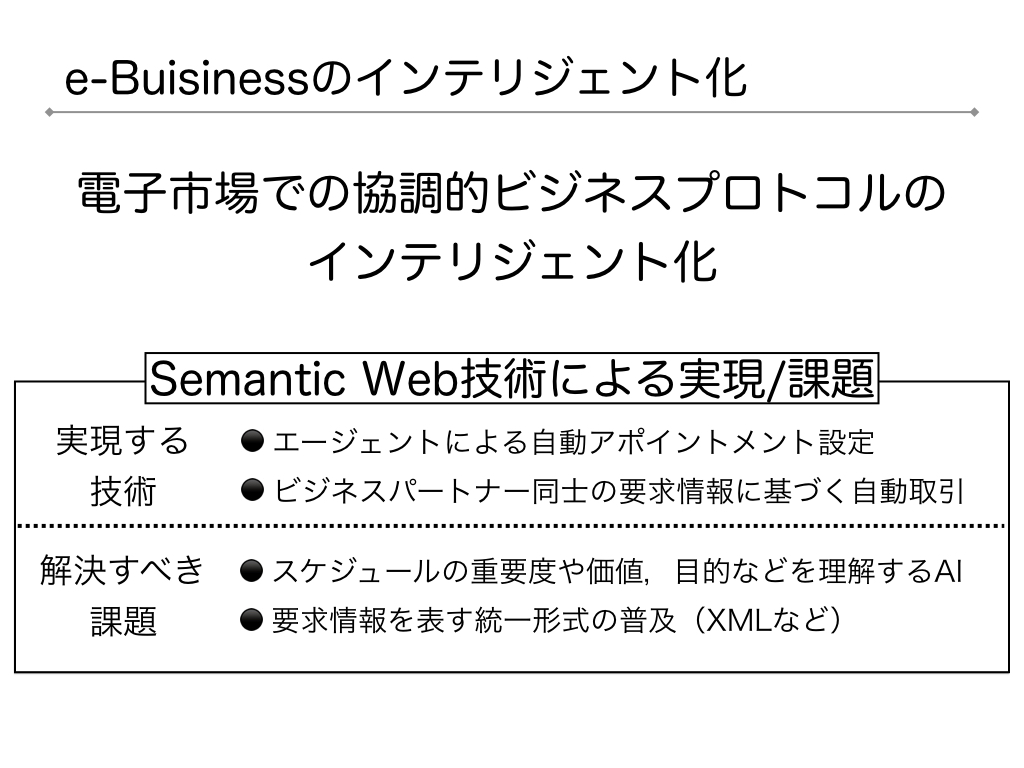 e-Buisinessのインテリジェント化
電子市場での協調的ビジネスプロトコルの
インテリジェント化
Semantic Web技術による実現/課題
実現する
技術
● エージェントによる自動アポイントメント設定
● ビジネスパートナー同士の要求情報に基づく自動取引
解決すべき
課題
● スケジュールの重要度や価値，目的などを理解するAI
● 要求情報を表す統一形式の普及（XMLなど）